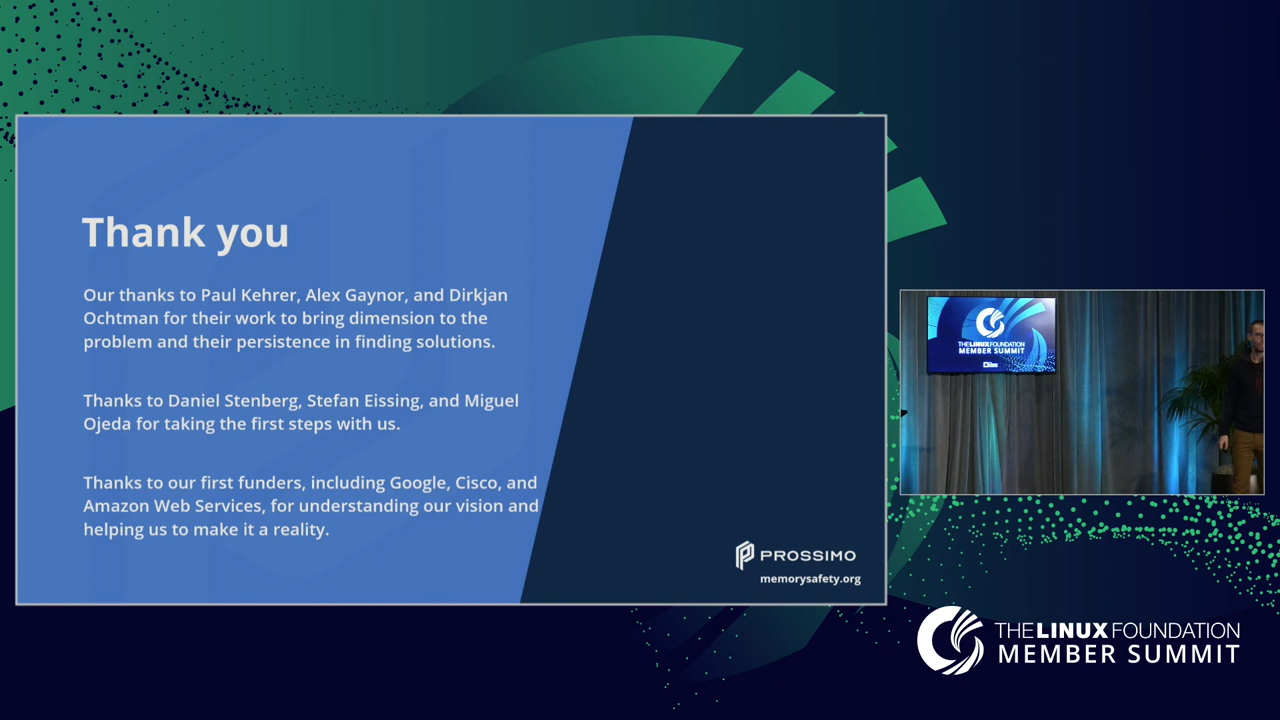 Thank you
Our thanks to Paul Kehrer, Alex Gaynor, and Dirkjan
Ochtman for their work to bring dimension to the
problem and their persistence in finding solutions.
Thanks to Daniel Stenberg, Stefan Eissing, and Miguel
Ojeda for taking the first steps with us.
Thanks to our first funders, including Google, Cisco, and
Amazon Web Services, for understanding our vision and
helping us to make it a reality.
PROSSIMO
memorysafety.org
THE LINUX FOUNDATION
MEMBER SUMMIT
THE LINUX FOUNDATION
MEMBER SUMMIT